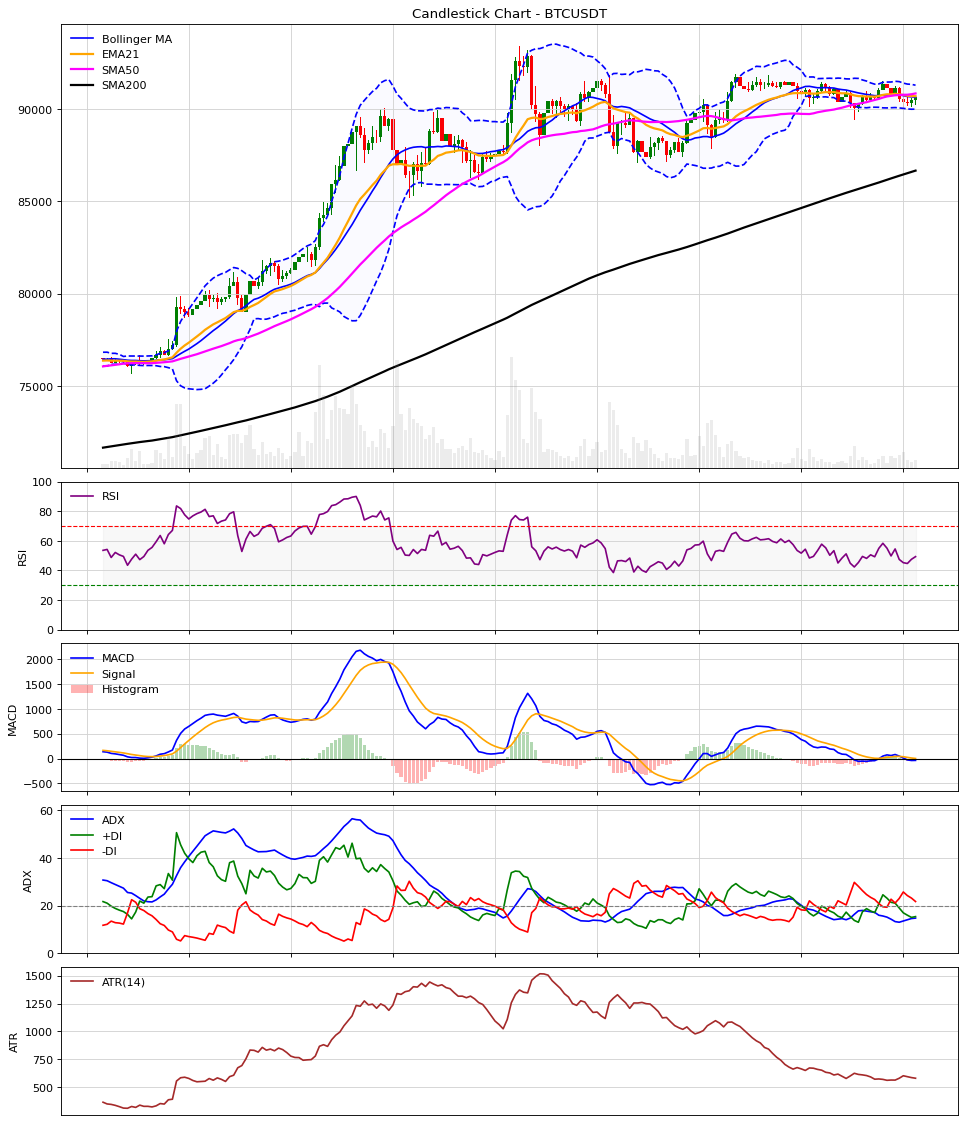 Candlestick Chart - BTCUSDT
Bollinger MA
EMA21
SMA50
SMA200
90000
85000
80000
75000
RSI
100
80
60
40
20
0
RSI
MACD
Signal
Histogram
2000
1500
1000
500
0
−500
MACD
ADX
+DI
-DI
60
40
20
0
ADX
ATR(14)
1500
1250
1000
750
500
ATR